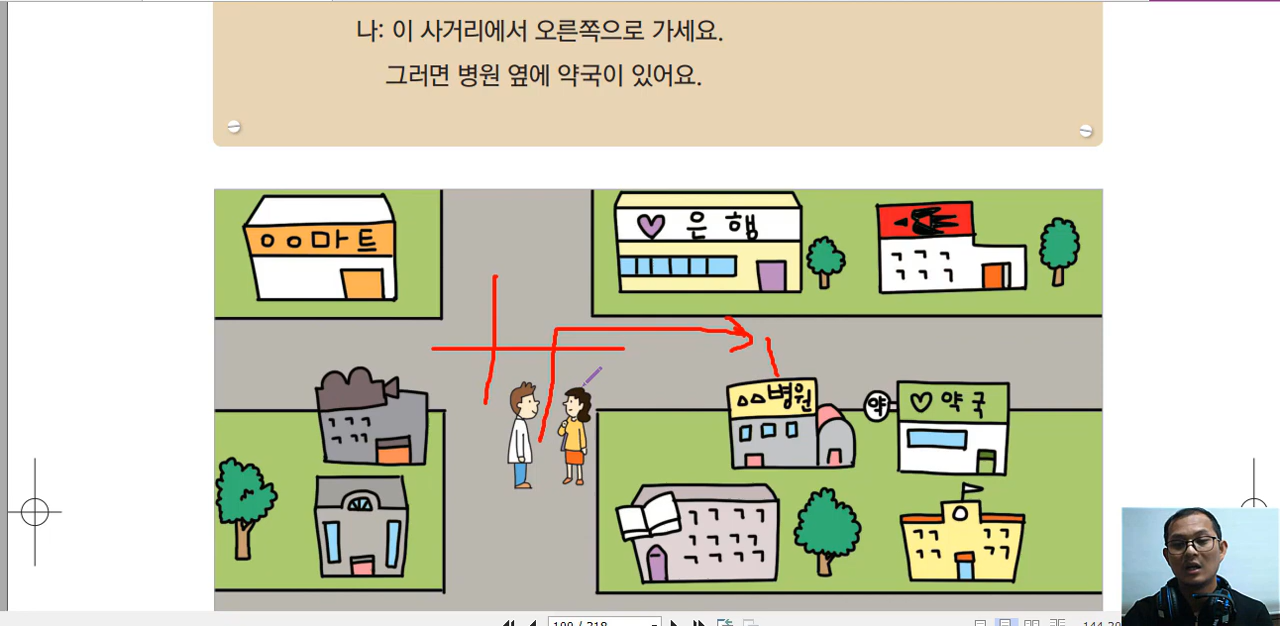 나: 이 사거리에서 오른쪽으로 가세요.
그러면 병원 옆에 약국이 있어요.
ㅇㅇ마트
은행
병원
약
약국